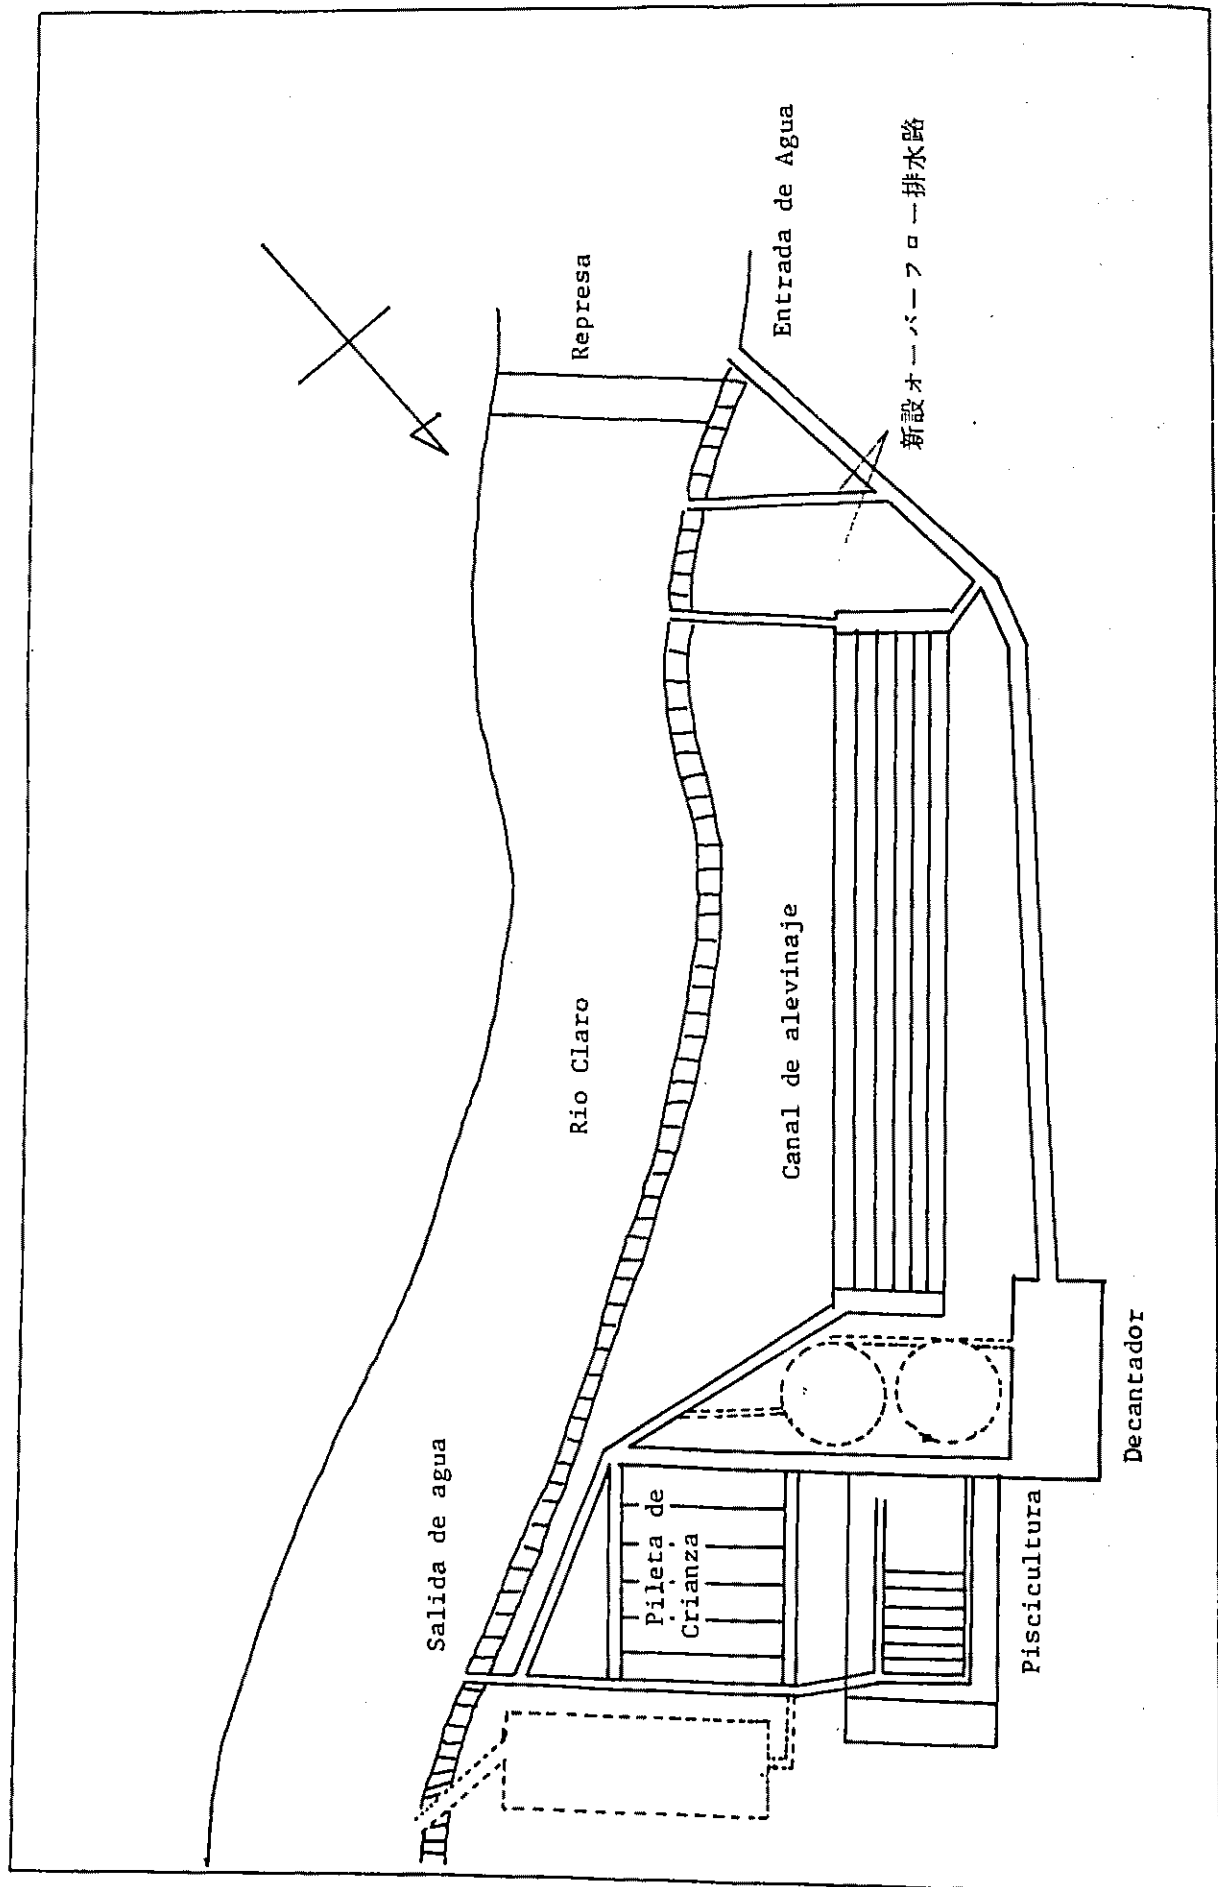 Represa
Entrada de Agua
新設オーバーフロー排水路
Rio Claro
Canal de alevinaje
Salida de agua
Pileta de
Crianza
Piscicultura
Decantador